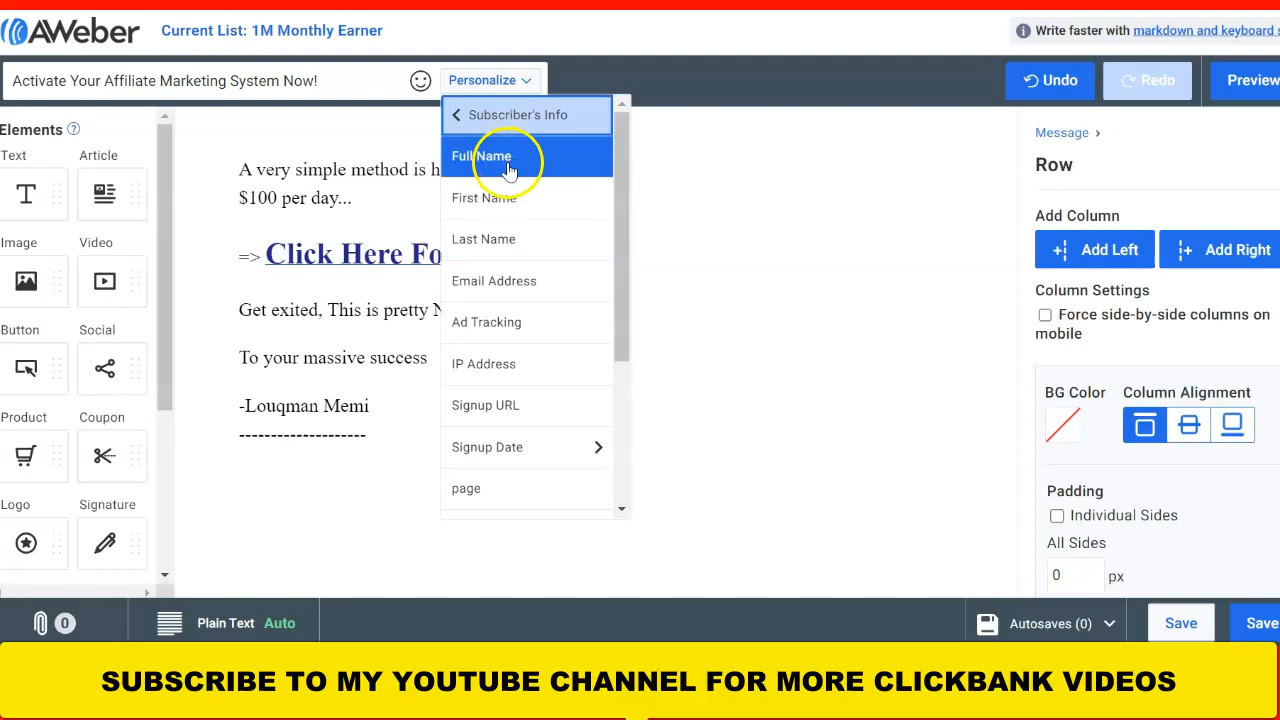 AWeber
Current List: 1M Monthly Earner
Write faster with markdown and keyboard
Activate Your Affiliate Marketing System Now!
Personalize
Undo
Redo
Preview
Elements
Text
Article
Image
Video
Button
Social
Product
Coupon
Logo
Signature
A very simple method is
$100 per day...
=> Click Here Fo
Get exited, This is pretty
To your massive success
-Louqman Memi
--------------------
Subscriber's Info
Full Name
First Name
Last Name
Email Address
Ad Tracking
IP Address
Signup URL
Signup Date
page
Message
Row
Add Column
Add Left
Add Right
Column Settings
Force side-by-side columns on
mobile
BG Color
Column Alignment
Padding
Individual Sides
All Sides
0 px
0
Plain Text Auto
Autosaves (0)
Save
Save
SUBSCRIBE TO MY YOUTUBE CHANNEL FOR MORE CLICKBANK VIDEOS